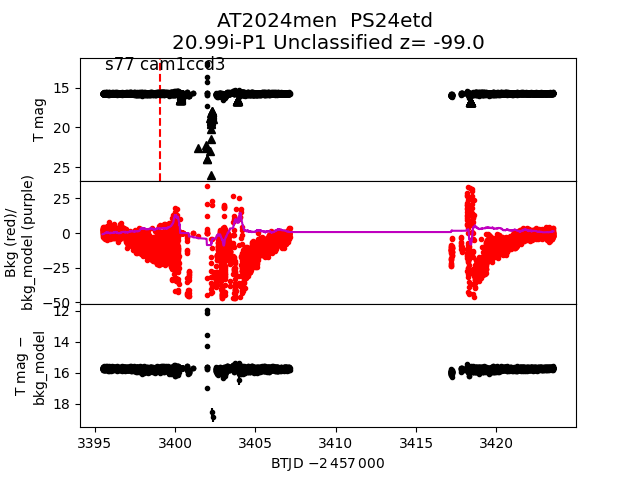 AT2024men  PS24etd
20.99i-P1 Unclassified z= -99.0
s77 cam1ccd3
T mag
15
20
25
Bkg (red)/
bkg_model (purple)
25
0
−25
−50
T mag −
bkg_model
12
14
16
18
3395 3400 3405 3410 3415 3420
BTJD −2 457 000